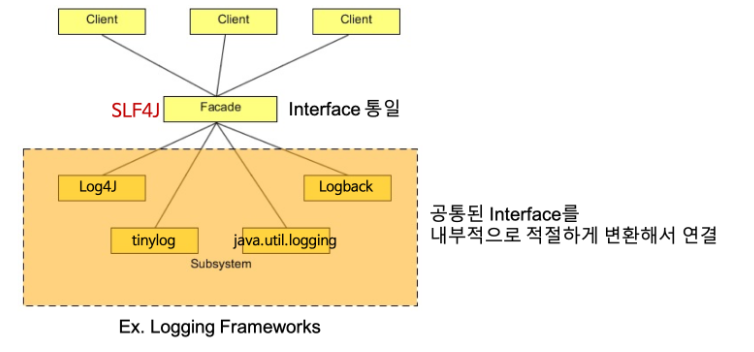 Client
Client
Client
SLF4J
Facade
Interface 통일
Log4J
Logback
tinylog
java.util.logging
Subsystem
공통된 Interface를
내부적으로 적절하게 변환해서 연결
Ex. Logging Frameworks